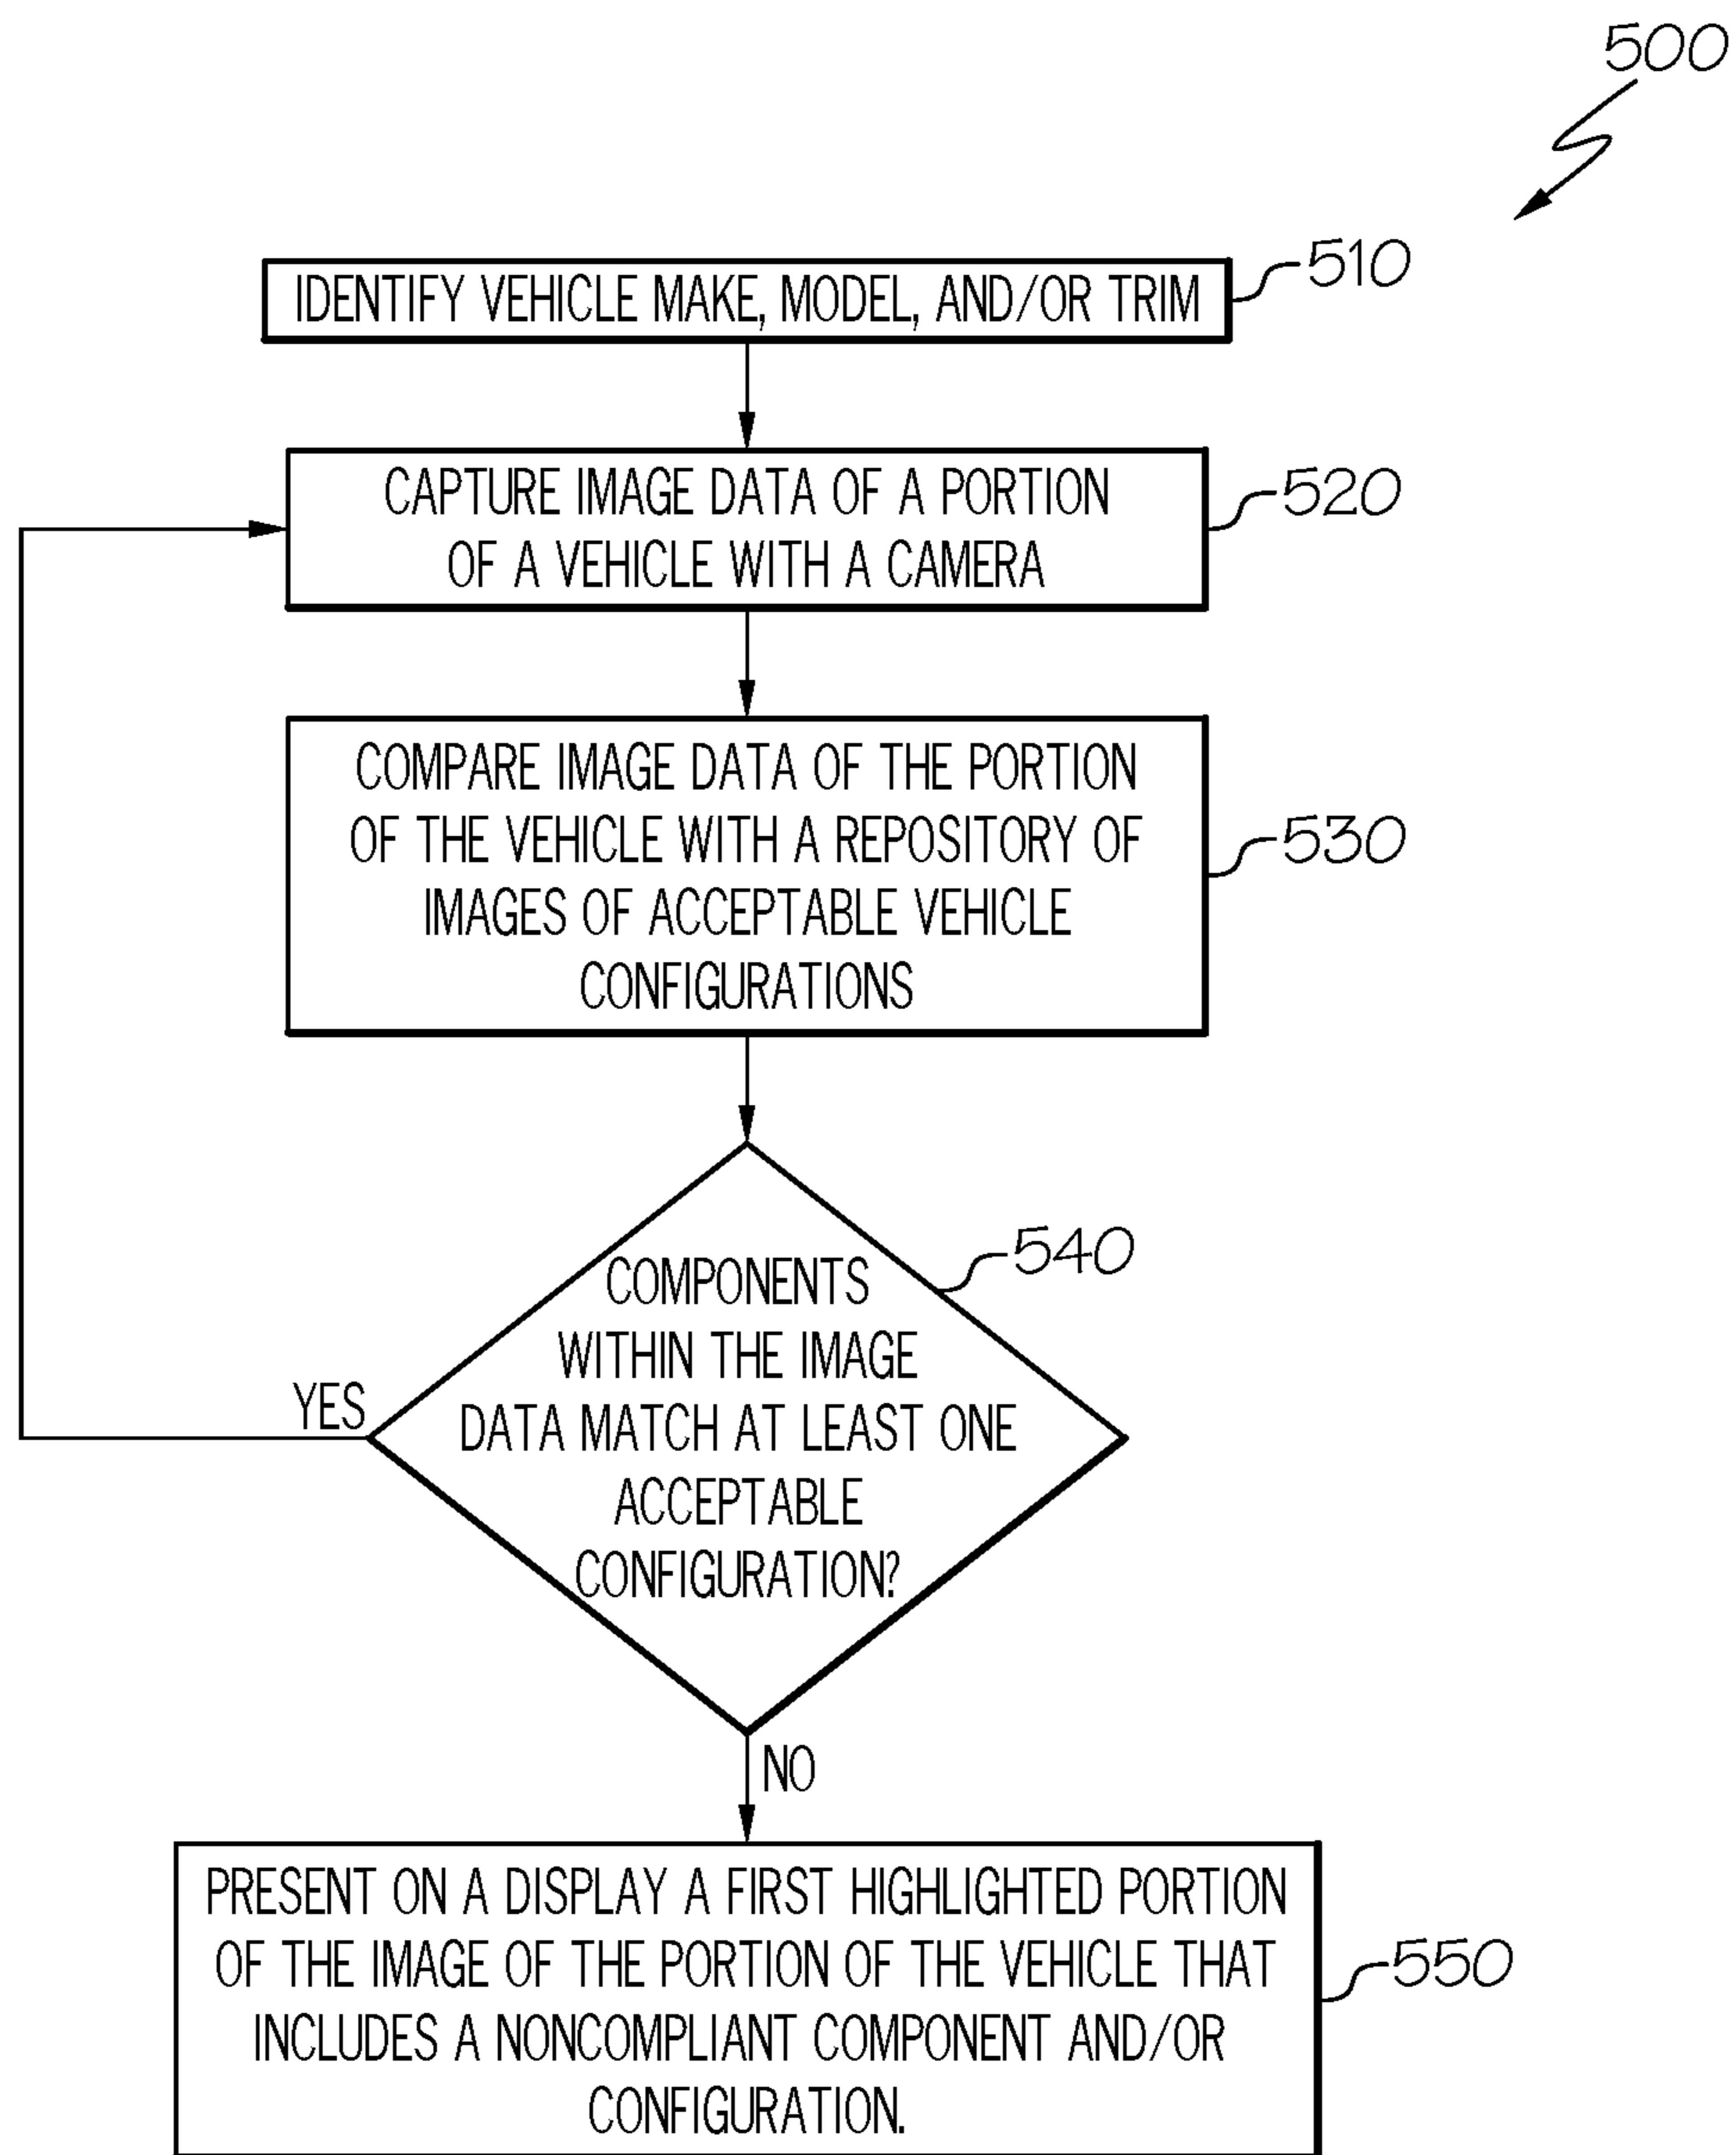 500
IDENTIFY VEHICLE MAKE, MODEL, AND/OR TRIM
510
CAPTURE IMAGE DATA OF A PORTION
OF A VEHICLE WITH A CAMERA
520
COMPARE IMAGE DATA OF THE PORTION
OF THE VEHICLE WITH A REPOSITORY OF
IMAGES OF ACCEPTABLE VEHICLE
CONFIGURATIONS
530
COMPONENTS
WITHIN THE IMAGE
DATA MATCH AT LEAST ONE
ACCEPTABLE
CONFIGURATION?
540
YES
NO
PRESENT ON A DISPLAY A FIRST HIGHLIGHTED PORTION
OF THE IMAGE OF THE PORTION OF THE VEHICLE THAT
INCLUDES A NONCOMPLIANT COMPONENT AND/OR
CONFIGURATION.
550